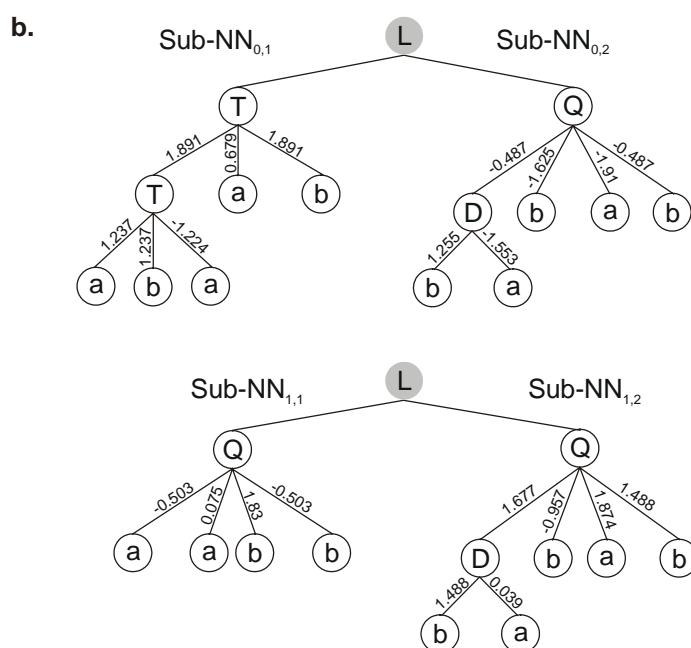 b.
Sub-NN0,1 L Sub-NN0,2
T Q
1.891 0.679 1.891 -0.487 -1.625 -1.91 -0.487
T a b D b a b
1.237 1.237 -1.224 1.255 -1.553
a b a b a
Sub-NN1,1 L Sub-NN1,2
Q Q
-0.503 0.075 1.83 -0.503 1.677 -0.957 1.874 1.488
a a b b D b a b
1.488 0.039
b a